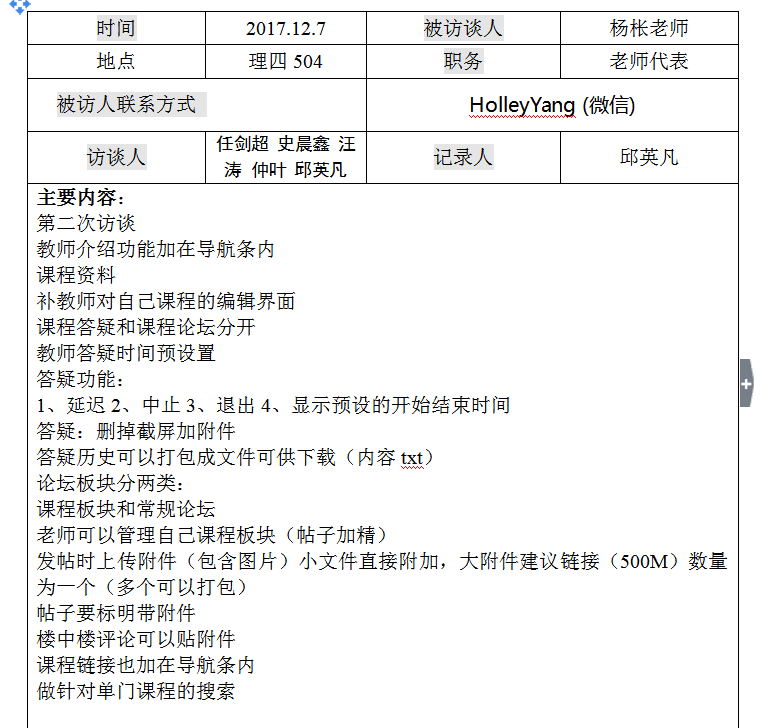 时间 2017.12.7 被访谈人 杨枨老师
地点 理四 504 职务 老师代表
被访人联系方式 HolleyYang (微信)
访谈人 任剑超 史晨鑫 汪
涛 仲叶 邱英凡 记录人 邱英凡
主要内容：
第二次访谈
教师介绍功能加在导航条内
课程资料
补教师对自己课程的编辑界面
课程答疑和课程论坛分开
教师答疑时间预设置
答疑功能：
1、延迟 2、中止 3、退出 4、显示预设的开始结束时间
答疑：删掉截屏加附件
答疑历史可以打包成文件可供下载（内容 txt）
论坛板块分两类：
课程板块和常规论坛
老师可以管理自己课程板块（帖子加精）
发帖时上传附件（包含图片）小文件直接附加，大附件建议链接（500M）数量
为一个（多个可以打包）
帖子要标明带附件
楼中楼评论可以贴附件
课程链接也加在导航条内
做针对单门课程的搜索